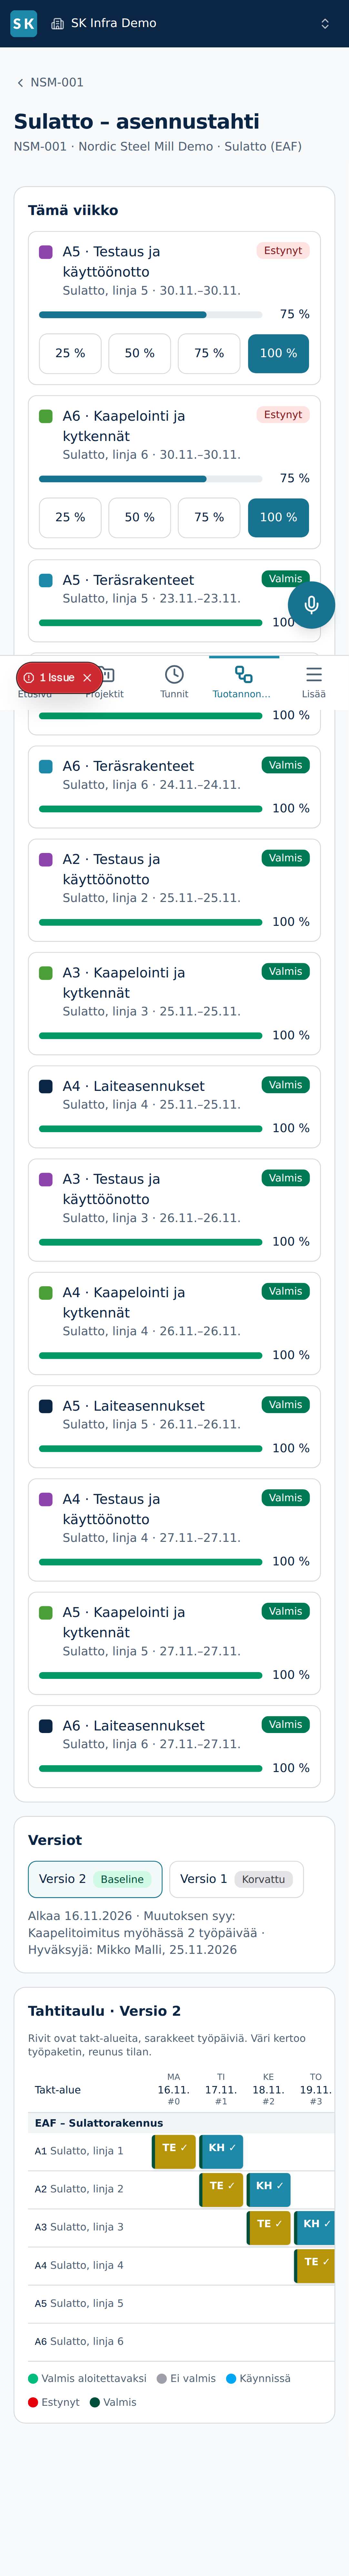 SK SK Infra Demo
NSM-001
Sulatto – asennustahti
NSM-001 · Nordic Steel Mill Demo · Sulatto (EAF)
Tämä viikko
A5 · Testaus ja
käyttöönotto
Estynyt
Sulatto, linja 5 · 30.11.–30.11.
75 %
25 % 50 % 75 % 100 %
A6 · Kaapelointi ja
kytkennät
Estynyt
Sulatto, linja 6 · 30.11.–30.11.
75 %
25 % 50 % 75 % 100 %
A5 · Teräsrakenteet
Valmis
Sulatto, linja 5 · 23.11.–23.11.
100
1 Issue
Etusivu Projektit Tunnit Tuotannon… Lisää
100 %
A6 · Teräsrakenteet
Valmis
Sulatto, linja 6 · 24.11.–24.11.
100 %
A2 · Testaus ja
käyttöönotto
Valmis
Sulatto, linja 2 · 25.11.–25.11.
100 %
A3 · Kaapelointi ja
kytkennät
Valmis
Sulatto, linja 3 · 25.11.–25.11.
100 %
A4 · Laiteasennukset
Valmis
Sulatto, linja 4 · 25.11.–25.11.
100 %
A3 · Testaus ja
käyttöönotto
Valmis
Sulatto, linja 3 · 26.11.–26.11.
100 %
A4 · Kaapelointi ja
kytkennät
Valmis
Sulatto, linja 4 · 26.11.–26.11.
100 %
A5 · Laiteasennukset
Valmis
Sulatto, linja 5 · 26.11.–26.11.
100 %
A4 · Testaus ja
käyttöönotto
Valmis
Sulatto, linja 4 · 27.11.–27.11.
100 %
A5 · Kaapelointi ja
kytkennät
Valmis
Sulatto, linja 5 · 27.11.–27.11.
100 %
A6 · Laiteasennukset
Valmis
Sulatto, linja 6 · 27.11.–27.11.
100 %
Versiot
Versio 2 Baseline Versio 1 Korvattu
Alkaa 16.11.2026 · Muutoksen syy:
Kaapelitoimitus myöhässä 2 työpäivää ·
Hyväksyjä: Mikko Malli, 25.11.2026
Tahtitaulu · Versio 2
Rivit ovat takt-alueita, sarakkeet työpäiviä. Väri kertoo
työpaketin, reunus tilan.
MA TI KE TO
Takt-alue 16.11. 17.11. 18.11. 19.11.
#0 #1 #2 #3
EAF – Sulattorakennus
A1 Sulatto, linja 1 TE ✓ KH ✓
A2 Sulatto, linja 2 TE ✓ KH ✓
A3 Sulatto, linja 3 TE ✓ KH ✓
A4 Sulatto, linja 4 TE ✓
A5 Sulatto, linja 5
A6 Sulatto, linja 6
Valmis aloitettavaksi Ei valmis Käynnissä
Estynyt Valmis